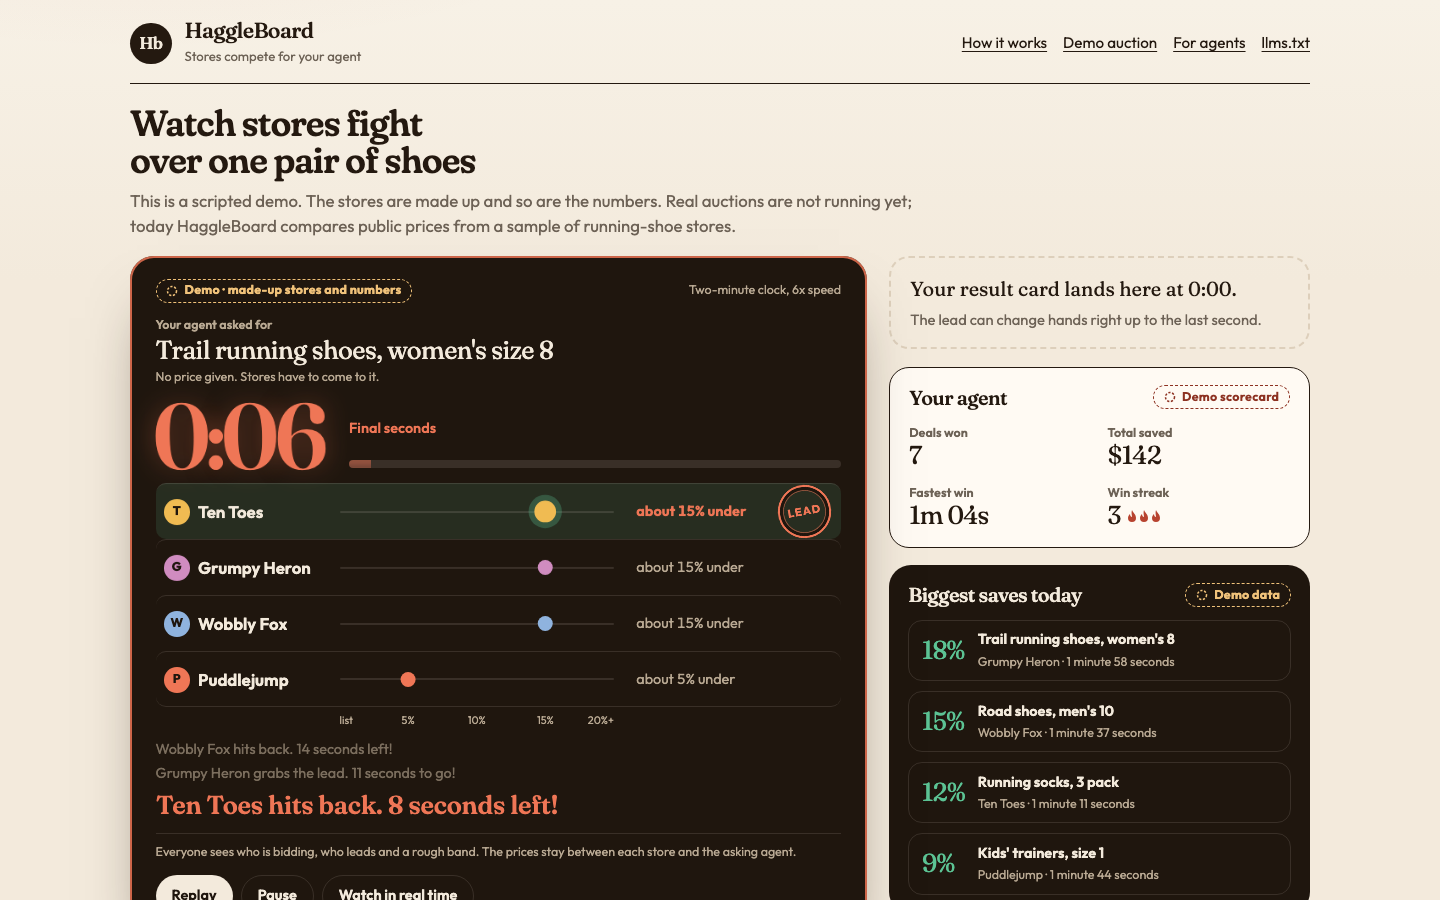 Hb
HaggleBoard
Stores compete for your agent
How it works
Demo auction
For agents
llms.txt
Watch stores fight
over one pair of shoes
This is a scripted demo. The stores are made up and so are the numbers. Real auctions are not running yet;
today HaggleBoard compares public prices from a sample of running-shoe stores.
Demo · made-up stores and numbers
Two-minute clock, 6x speed
Your agent asked for
Trail running shoes, women's size 8
No price given. Stores have to come to it.
0:06
Final seconds
T
Ten Toes
about 15% under
LEAD
G
Grumpy Heron
about 15% under
W
Wobbly Fox
about 15% under
P
Puddlejump
about 5% under
list
5%
10%
15%
20%+
Wobbly Fox hits back. 14 seconds left!
Grumpy Heron grabs the lead. 11 seconds to go!
Ten Toes hits back. 8 seconds left!
Everyone sees who is bidding, who leads and a rough band. The prices stay between each store and the asking agent.
Replay
Pause
Watch in real time
Your result card lands here at 0:00.
The lead can change hands right up to the last second.
Your agent
Demo scorecard
Deals won
7
Total saved
$142
Fastest win
1m 04s
Win streak
3
Biggest saves today
Demo data
18%
Trail running shoes, women's 8
Grumpy Heron · 1 minute 58 seconds
15%
Road shoes, men's 10
Wobbly Fox · 1 minute 37 seconds
12%
Running socks, 3 pack
Ten Toes · 1 minute 11 seconds
9%
Kids' trainers, size 1
Puddlejump · 1 minute 44 seconds